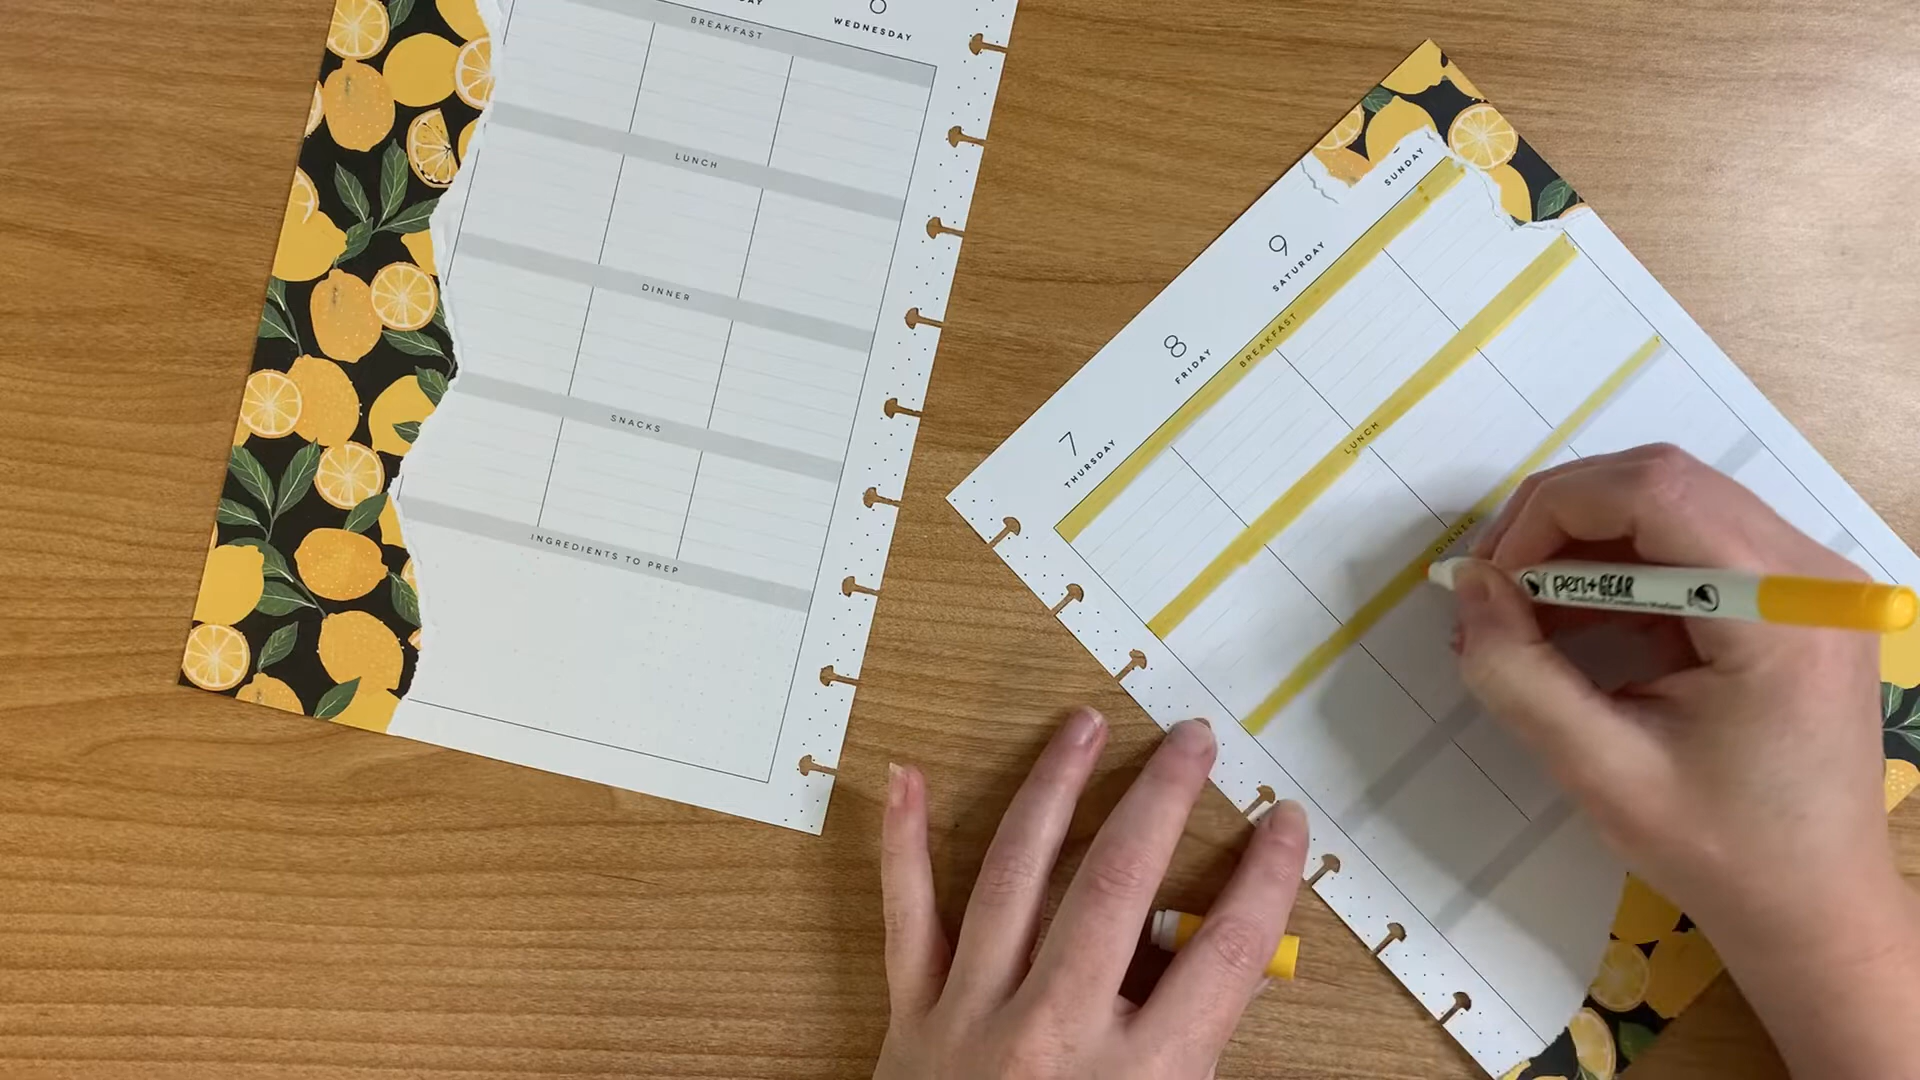 6
WEDNESDAY
BREAKFAST
LUNCH
DINNER
SNACKS
INGREDIENTS TO PREP
SUNDAY
9
SATURDAY
8
FRIDAY
7
THURSDAY
BREAKFAST
LUNCH
DINNER
pen+GEAR